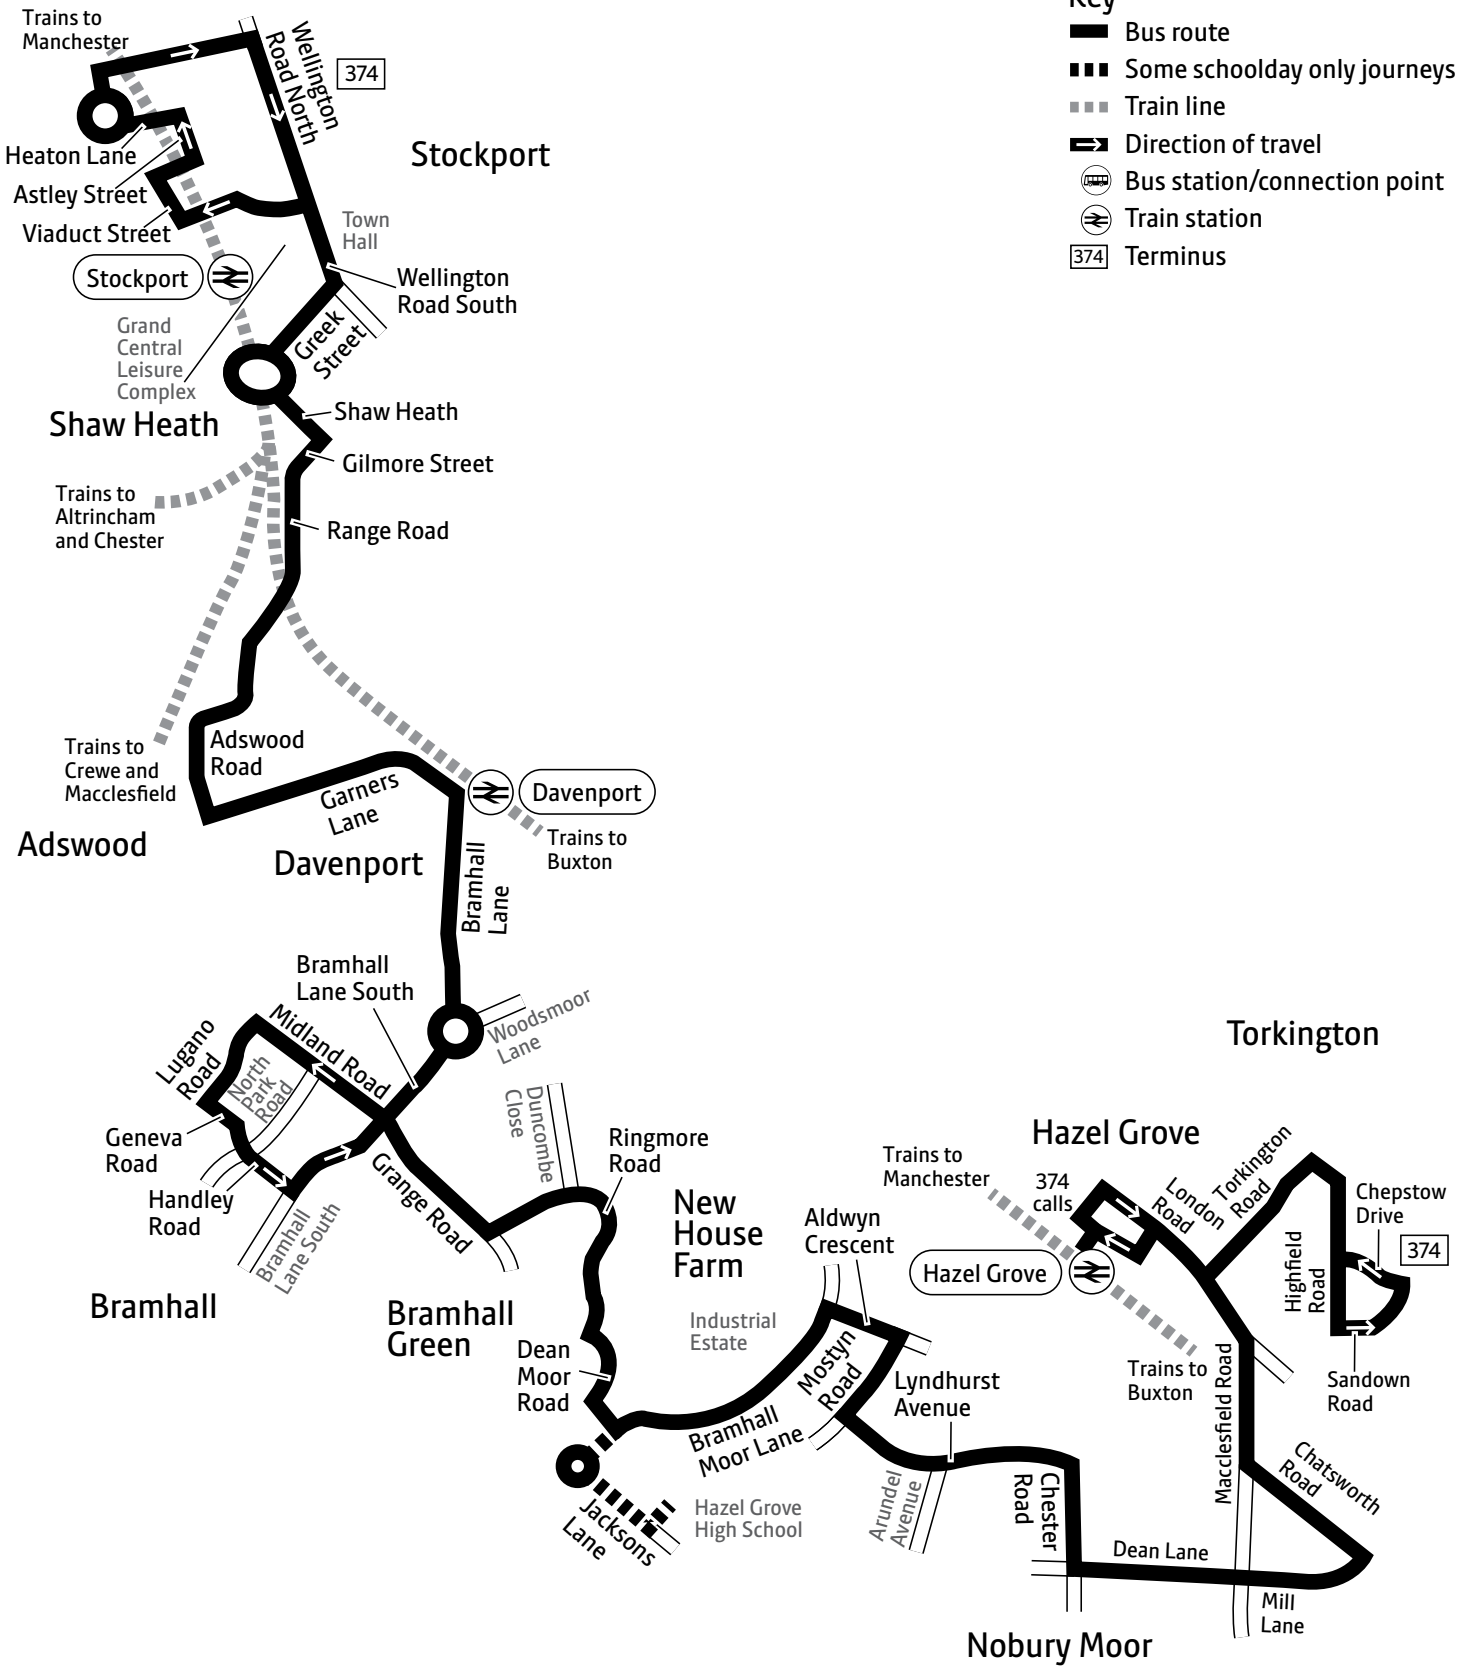 Key
Bus route
Some schoolday only journeys
Train line
Direction of travel
Bus station/connection point
Train station
374 Terminus
Trains to
Manchester
Wellington
Road North
374
Stockport
Heaton Lane
Astley Street
Viaduct Street
Town
Hall
Stockport
Wellington
Road South
Grand
Central
Leisure
Complex
Greek
Street
Shaw Heath
Shaw Heath
Gilmore Street
Trains to
Altrincham
and Chester
Range Road
Trains to
Crewe and
Macclesfield
Adswood
Road
Garners
Lane
Davenport
Trains to
Buxton
Adswood
Davenport
Bramhall
Lane
Bramhall
Lane South
Woodsmoor
Lane
Midland Road
Lugano
Road
North
Park
Road
Geneva
Road
Handley
Road
Bramhall
Lane South
Bramhall
Grange Road
Duncombe
Close
Ringmore
Road
Bramhall
Green
New
House
Farm
Dean
Moor
Road
Industrial
Estate
Aldwyn
Crescent
Mostyn
Road
Bramhall
Moor Lane
Lyndhurst
Avenue
Jacksons
Lane
Hazel Grove
High School
Arundel
Avenue
Chester
Road
Dean Lane
Nobury Moor
Mill
Lane
Chatsworth
Road
Macclesfield Road
Trains to
Buxton
Hazel Grove
Trains to
Manchester
374
calls
Hazel Grove
London
Road
Torkington
Road
Torkington
Highfield
Road
Chepstow
Drive
374
Sandown
Road